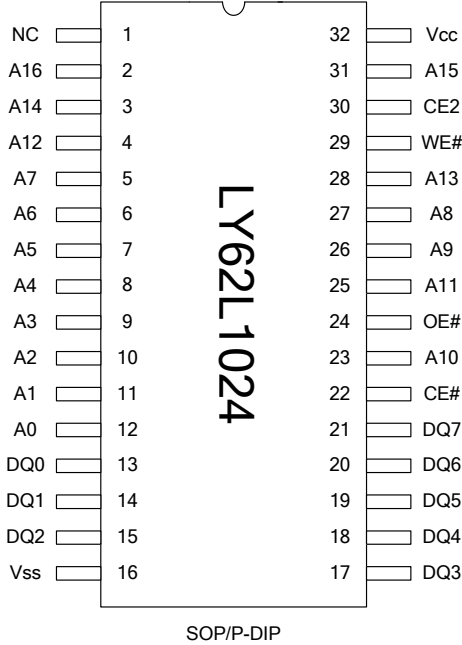 NC 1 32 Vcc
A16 2 31 A15
A14 3 30 CE2
A12 4 29 WE#
A7 5 28 A13
A6 6 27 A8
A5 7 26 A9
A4 8 25 A11
A3 9 24 OE#
A2 10 23 A10
A1 11 22 CE#
A0 12 21 DQ7
DQ0 13 20 DQ6
DQ1 14 19 DQ5
DQ2 15 18 DQ4
Vss 16 17 DQ3
LY62L1024
SOP/P-DIP